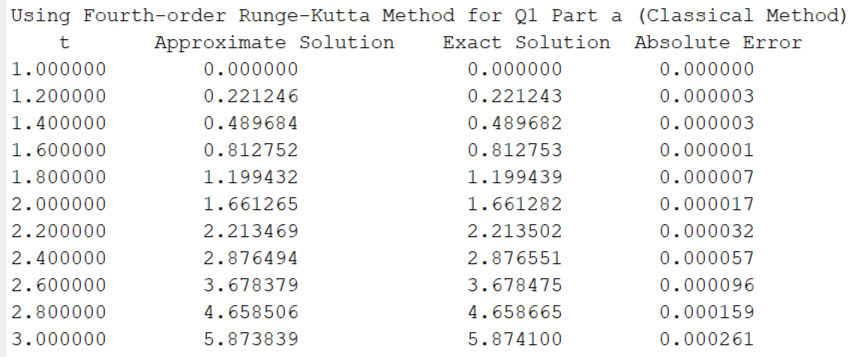 Using Fourth-order Runge-Kutta Method for Q1 Part a (Classical Method)
t Approximate Solution Exact Solution Absolute Error
1.000000 0.000000 0.000000 0.000000
1.200000 0.221246 0.221243 0.000003
1.400000 0.489684 0.489682 0.000003
1.600000 0.812752 0.812753 0.000001
1.800000 1.199432 1.199439 0.000007
2.000000 1.661265 1.661282 0.000017
2.200000 2.213469 2.213502 0.000032
2.400000 2.876494 2.876551 0.000057
2.600000 3.678379 3.678475 0.000096
2.800000 4.658506 4.658665 0.000159
3.000000 5.873839 5.874100 0.000261